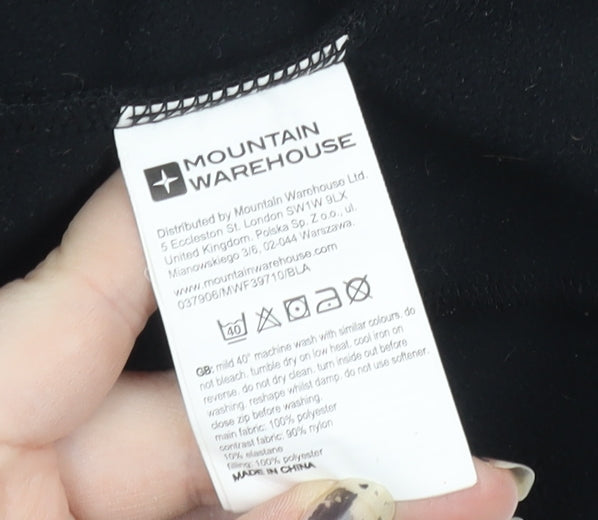 MOUNTAIN
WAREHOUSE
Distributed by Mountain Warehouse Ltd.
5 Eccleston St. London SW1W 9LX
United Kingdom. Polska Sp. Z o.o., ul.
Mianowskiego 3/6, 02-044 Warszawa.
www.mountainwarehouse.com
037906/MWF39710/BLA
40
GB: mild 40° machine wash with similar colours, do
not bleach, tumble dry on low heat, cool iron on
reverse, do not dry clean, turn inside out before
washing, reshape whilst damp, do not use softener.
close zip before washing.
main fabric: 100% polyester
contrast fabric: 90% nylon
10% elastane
filling: 100% polyester
MADE IN CHINA